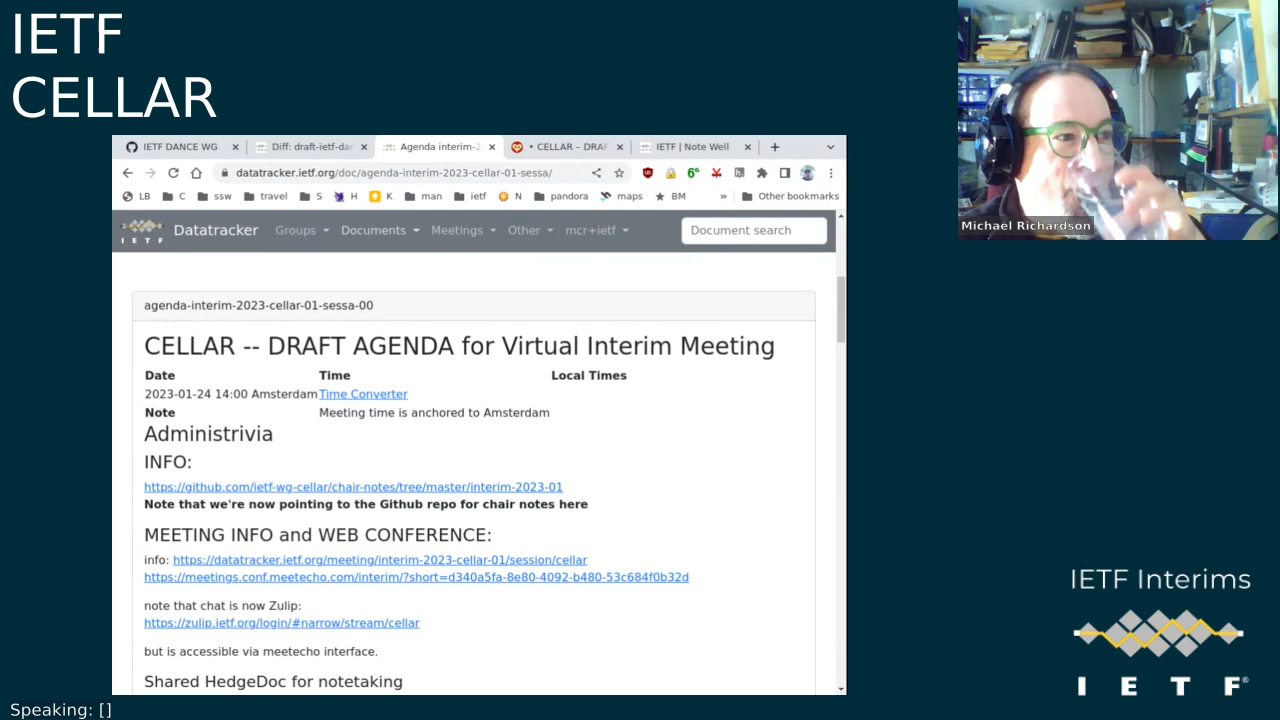 IETF
CELLAR
IETF DANCE WG
Diff: draft-ietf-dan
Agenda interim-2
• CELLAR – DRAF
IETF | Note Well
datatracker.ietf.org/doc/agenda-interim-2023-cellar-01-sessa/
LB C ssw travel S H K man ietf N pandora maps BM » Other bookmarks
IETF Datatracker Groups Documents Meetings Other mcr+ietf Document search
agenda-interim-2023-cellar-01-sessa-00
CELLAR -- DRAFT AGENDA for Virtual Interim Meeting
Date Time Local Times
2023-01-24 14:00 Amsterdam Time Converter
Note Meeting time is anchored to Amsterdam
Administrivia
INFO:
https://github.com/ietf-wg-cellar/chair-notes/tree/master/interim-2023-01
Note that we're now pointing to the Github repo for chair notes here
MEETING INFO and WEB CONFERENCE:
info: https://datatracker.ietf.org/meeting/interim-2023-cellar-01/session/cellar
https://meetings.conf.meetecho.com/interim/?short=d340a5fa-8e80-4092-b480-53c684f0b32d
note that chat is now Zulip:
https://zulip.ietf.org/login/#narrow/stream/cellar
but is accessible via meetecho interface.
Shared HedgeDoc for notetaking
Michael Richardson
IETF Interims
I E T F®
Speaking: []